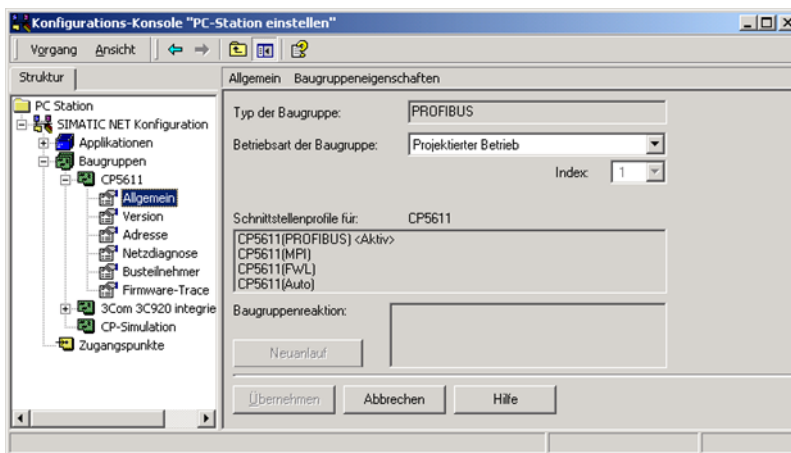 Konfigurations-Konsole "PC-Station einstellen"
Vorgang Ansicht
Struktur
Allgemein Baugruppeneigenschaften
PC Station
SIMATIC NET Konfiguration
Applikationen
Baugruppen
CP5611
Allgemein
Version
Adresse
Netzdiagnose
Busteilnehmer
Firmware-Trace
3Com 3C920 integrie
CP-Simulation
Zugangspunkte
Typ der Baugruppe: PROFIBUS
Betriebsart der Baugruppe: Projektierter Betrieb
Index: 1
Schnittstellenprofile für: CP5611
CP5611(PROFIBUS) <Aktiv>
CP5611(MPI)
CP5611(FWL)
CP5611(Auto)
Baugruppenreaktion:
Neuanlauf
Übernehmen Abbrechen Hilfe